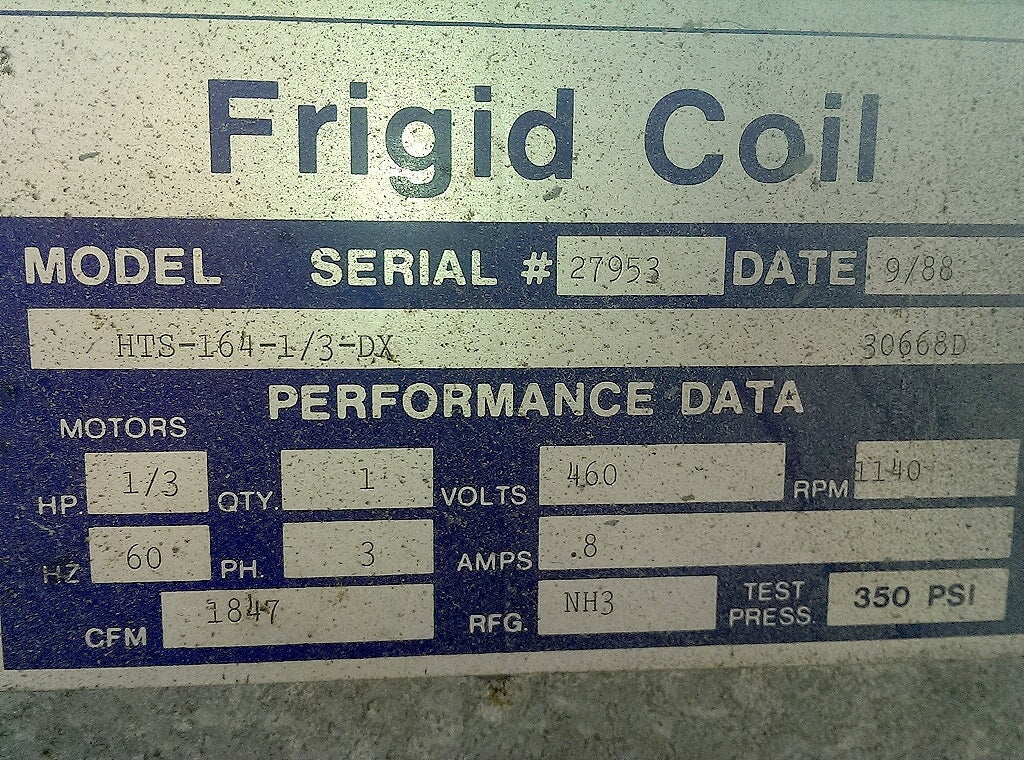 Frigid Coil
MODEL SERIAL # 27953 DATE 9/88
HTS-164-1/3-DX 30668D
PERFORMANCE DATA
MOTORS
HP. 1/3 QTY. 1 VOLTS 460 RPM 1140
HZ 60 PH. 3 AMPS .8
CFM 1847 RFG. NH3 TEST PRESS. 350 PSI